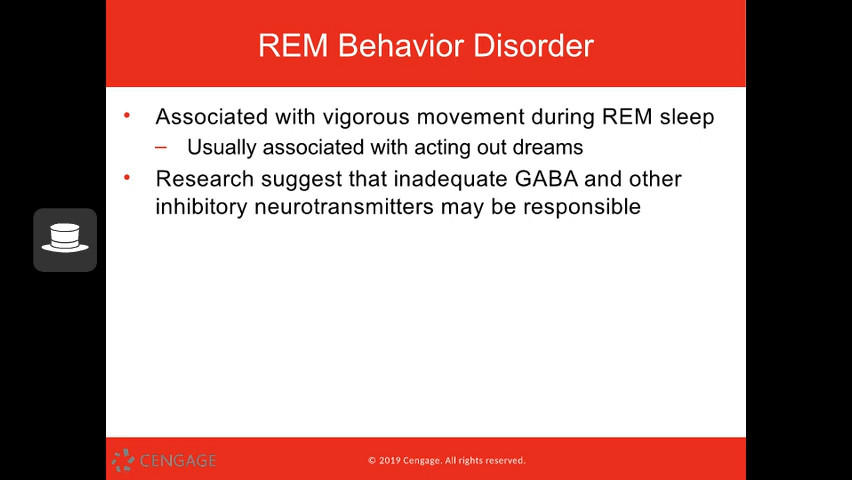 REM Behavior Disorder
• Associated with vigorous movement during REM sleep
– Usually associated with acting out dreams
• Research suggest that inadequate GABA and other
inhibitory neurotransmitters may be responsible
CENGAGE
© 2019 Cengage. All rights reserved.